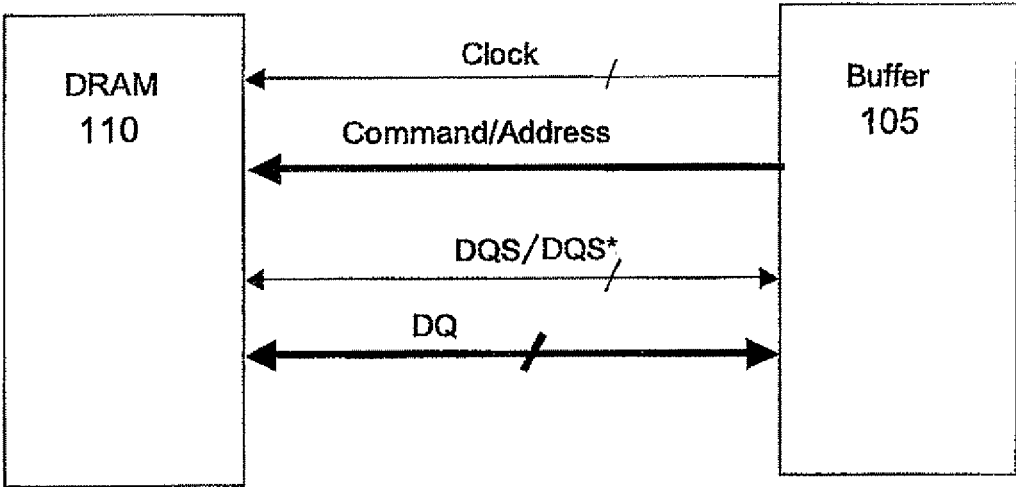 DRAM
110
Clock
Command/Address
DQS/DQS*
DQ
Buffer
105